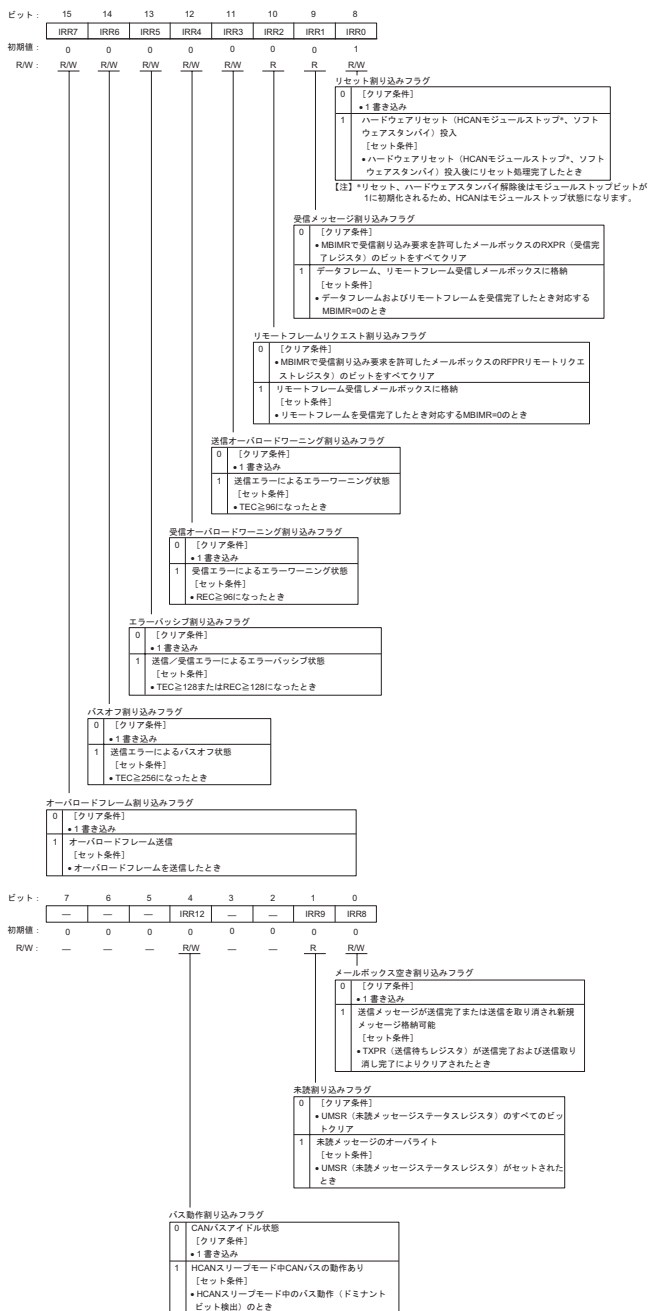 ビット： 15 14 13 12 11 10 9 8
IRR7 IRR6 IRR5 IRR4 IRR3 IRR2 IRR1 IRR0
初期値： 0 0 0 0 0 0 0 1
R/W： R/W R/W R/W R/W R/W R R R/W
リセット割り込みフラグ
0 ［クリア条件］
•1書き込み
1 ハードウェアリセット（HCANモジュールストップ*、ソフト
ウェアスタンバイ）投入
［セット条件］
•ハードウェアリセット（HCANモジュールストップ*、ソフト
ウェアスタンバイ）投入後にリセット処理完了したとき
【注】*リセット、ハードウェアスタンバイ解除後はモジュールストップビットが
1に初期化されるため、HCANはモジュールストップ状態になります。
受信メッセージ割り込みフラグ
0 ［クリア条件］
•MBIMRで受信割り込み要求を許可したメールボックスのRXPR（受信完
了レジスタ）のビットをすべてクリア
1 データフレーム、リモートフレーム受信しメールボックスに格納
［セット条件］
•データフレームおよびリモートフレームを受信完了したとき対応する
MBIMR=0のとき
リモートフレームリクエスト割り込みフラグ
0 ［クリア条件］
•MBIMRで受信割り込み要求を許可したメールボックスのRFPRリモートリクエ
ストレジスタ）のビットをすべてクリア
1 リモートフレーム受信しメールボックスに格納
［セット条件］
•リモートフレームを受信完了したとき対応するMBIMR=0のとき
送信オーバロードワーニング割り込みフラグ
0 ［クリア条件］
•1書き込み
1 送信エラーによるエラーワーニング状態
［セット条件］
•TEC≧96になったとき
受信オーバロードワーニング割り込みフラグ
0 ［クリア条件］
•1書き込み
1 受信エラーによるエラーワーニング状態
［セット条件］
•REC≧96になったとき
エラーパッシブ割り込みフラグ
0 ［クリア条件］
•1書き込み
1 送信／受信エラーによるエラーパッシブ状態
［セット条件］
•TEC≧128またはREC≧128になったとき
バスオフ割り込みフラグ
0 ［クリア条件］
•1書き込み
1 送信エラーによるバスオフ状態
［セット条件］
•TEC≧256になったとき
オーバロードフレーム割り込みフラグ
0 ［クリア条件］
•1書き込み
1 オーバロードフレーム送信
［セット条件］
•オーバロードフレームを送信したとき
ビット： 7 6 5 4 3 2 1 0
— — — IRR12 — — IRR9 IRR8
初期値： 0 0 0 0 0 0 0 0
R/W： — — — R/W — — R R/W
メールボックス空き割り込みフラグ
0 ［クリア条件］
•1書き込み
1 送信メッセージが送信完了または送信を取り消され新規
メッセージ格納可能
［セット条件］
•TXPR（送信待ちレジスタ）が送信完了および送信取り
消し完了によりクリアされたとき
未読割り込みフラグ
0 ［クリア条件］
•UMSR（未読メッセージステータスレジスタ）のすべてのビッ
トクリア
1 未読メッセージのオーバライト
［セット条件］
•UMSR（未読メッセージステータスレジスタ）がセットされた
とき
バス動作割り込みフラグ
0 CANバスアイドル状態
［クリア条件］
•1書き込み
1 HCANスリープモード中CANバスの動作あり
［セット条件］
•HCANスリープモード中のバス動作（ドミナント
ビット検出）のとき